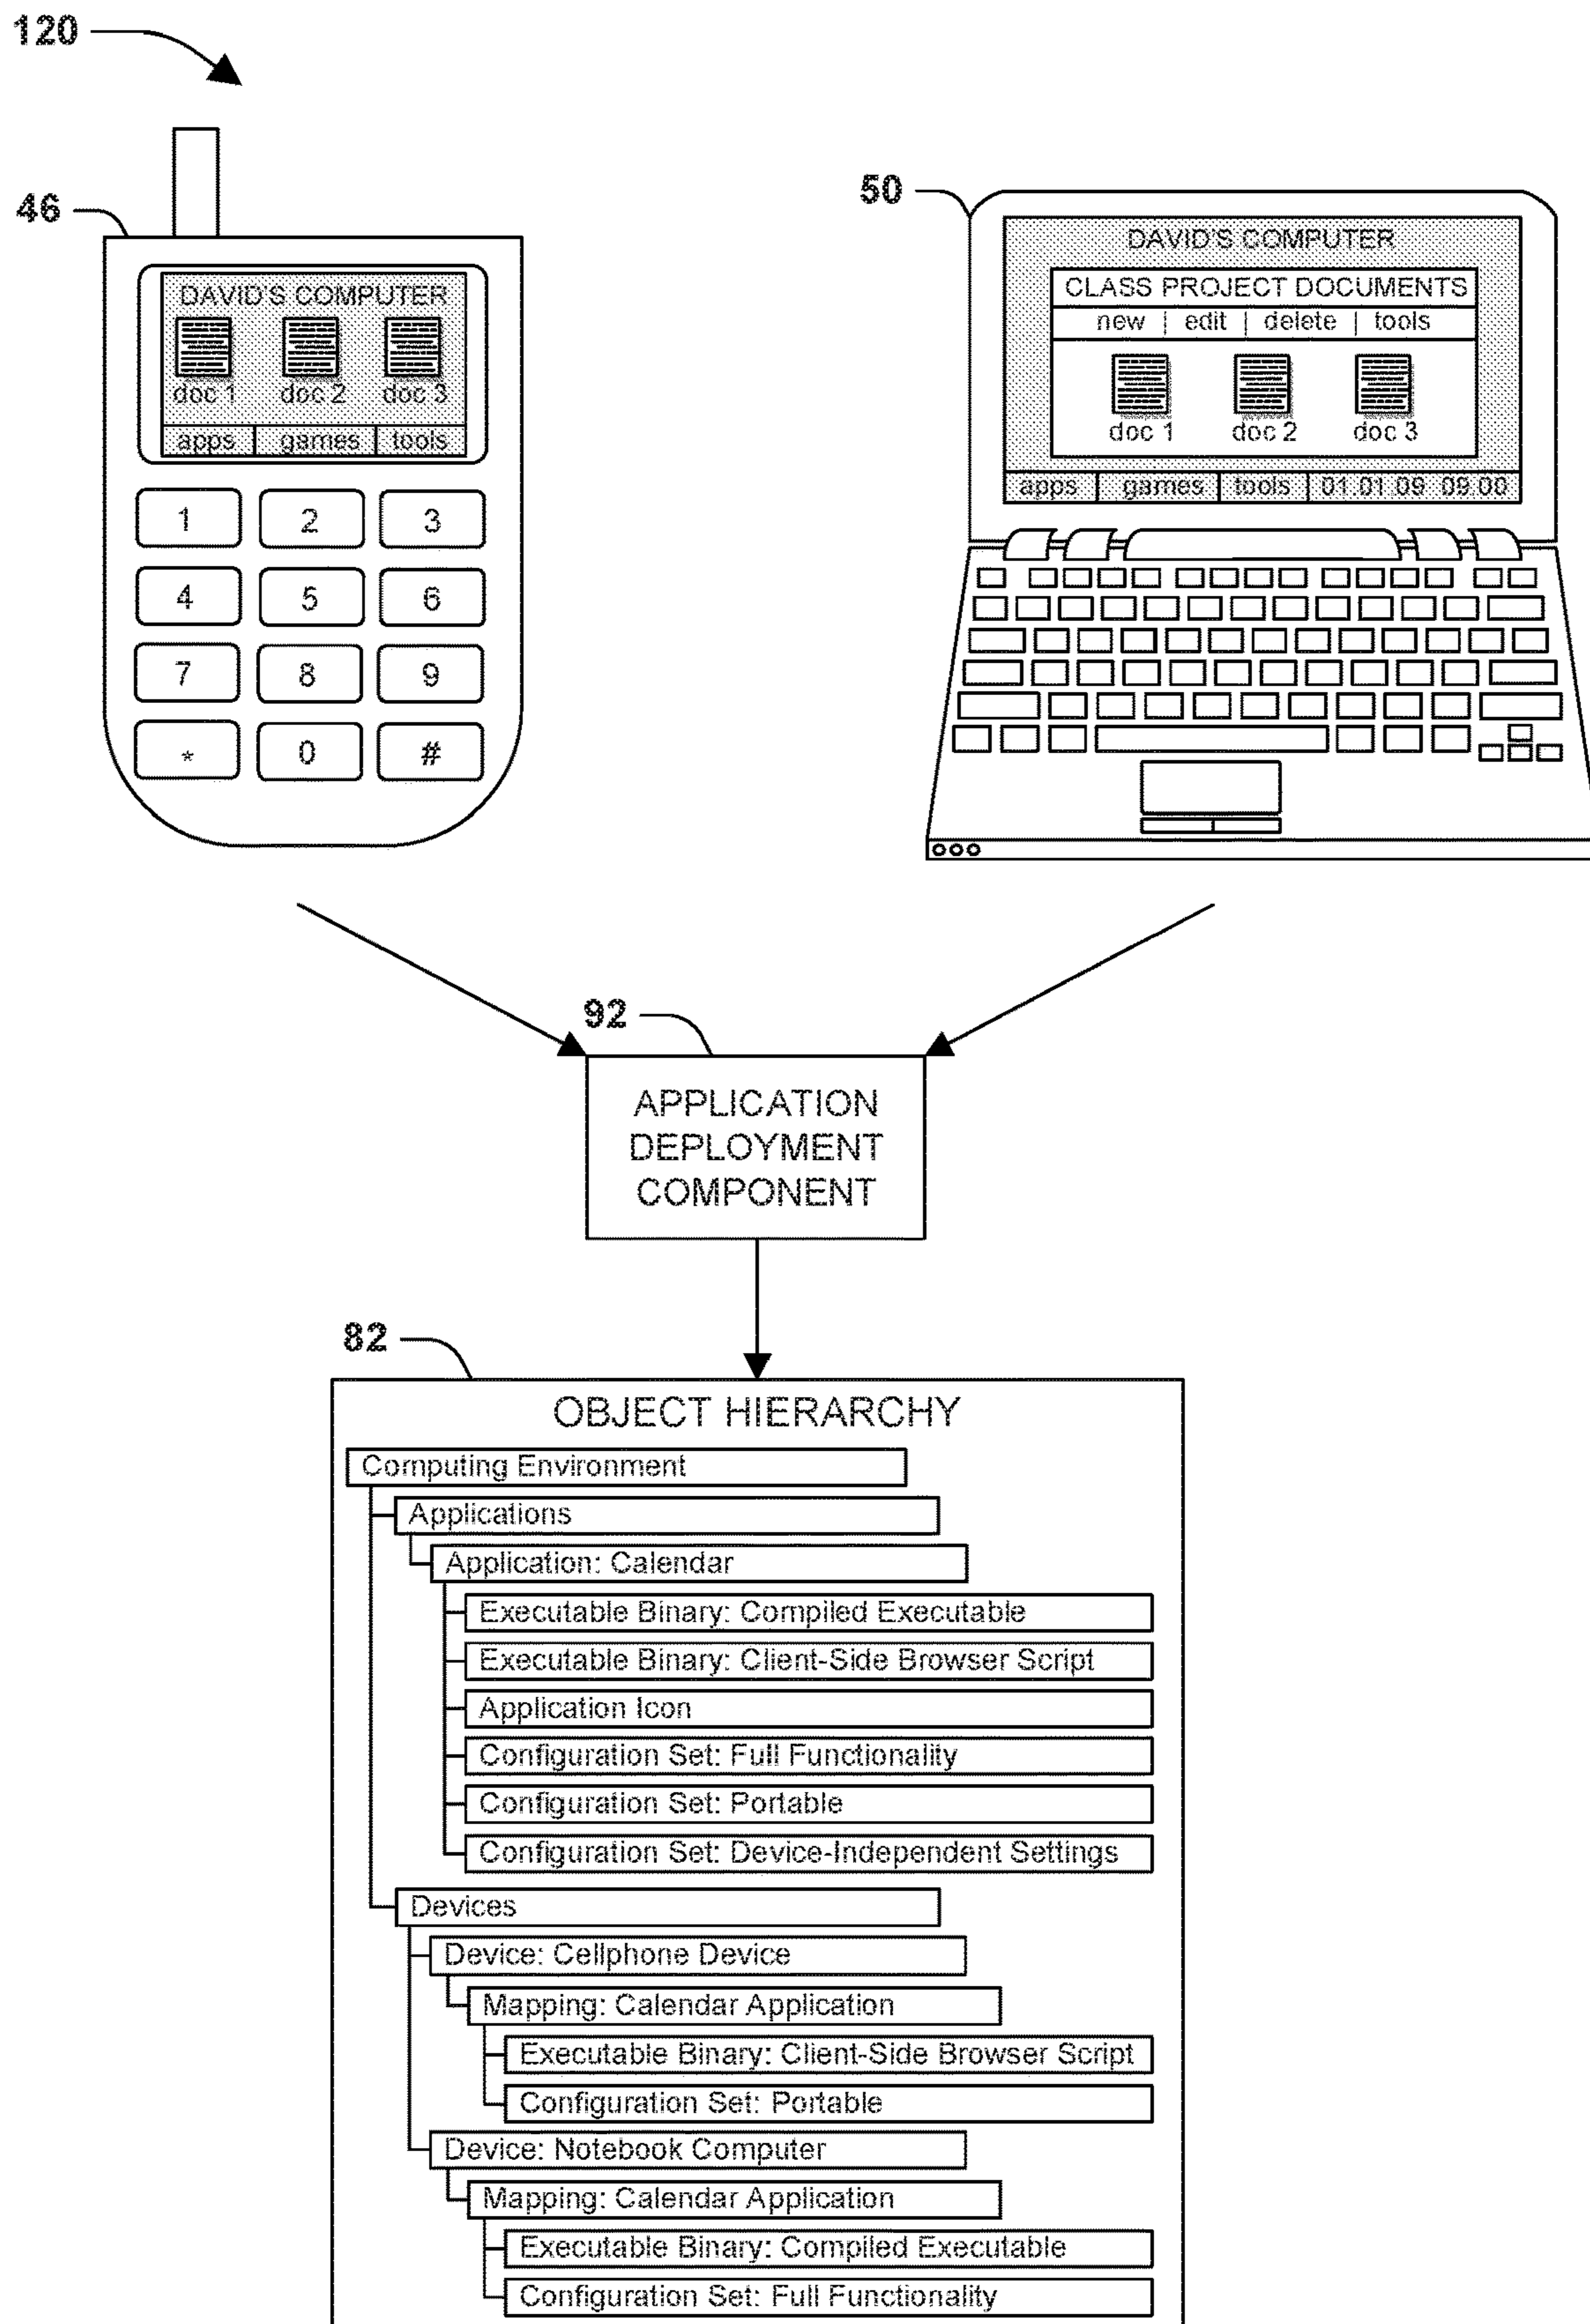 120
46
DAVID'S COMPUTER
doc 1 doc 2 doc 3
apps games tools
1 2 3
4 5 6
7 8 9
* 0 #
50
DAVID'S COMPUTER
CLASS PROJECT DOCUMENTS
new | edit | delete | tools
doc 1 doc 2 doc 3
apps games tools 01.01.09 09:00
92
APPLICATION
DEPLOYMENT
COMPONENT
82
OBJECT HIERARCHY
Computing Environment
Applications
Application: Calendar
Executable Binary: Compiled Executable
Executable Binary: Client-Side Browser Script
Application Icon
Configuration Set: Full Functionality
Configuration Set: Portable
Configuration Set: Device-Independent Settings
Devices
Device: Cellphone Device
Mapping: Calendar Application
Executable Binary: Client-Side Browser Script
Configuration Set: Portable
Device: Notebook Computer
Mapping: Calendar Application
Executable Binary: Compiled Executable
Configuration Set: Full Functionality